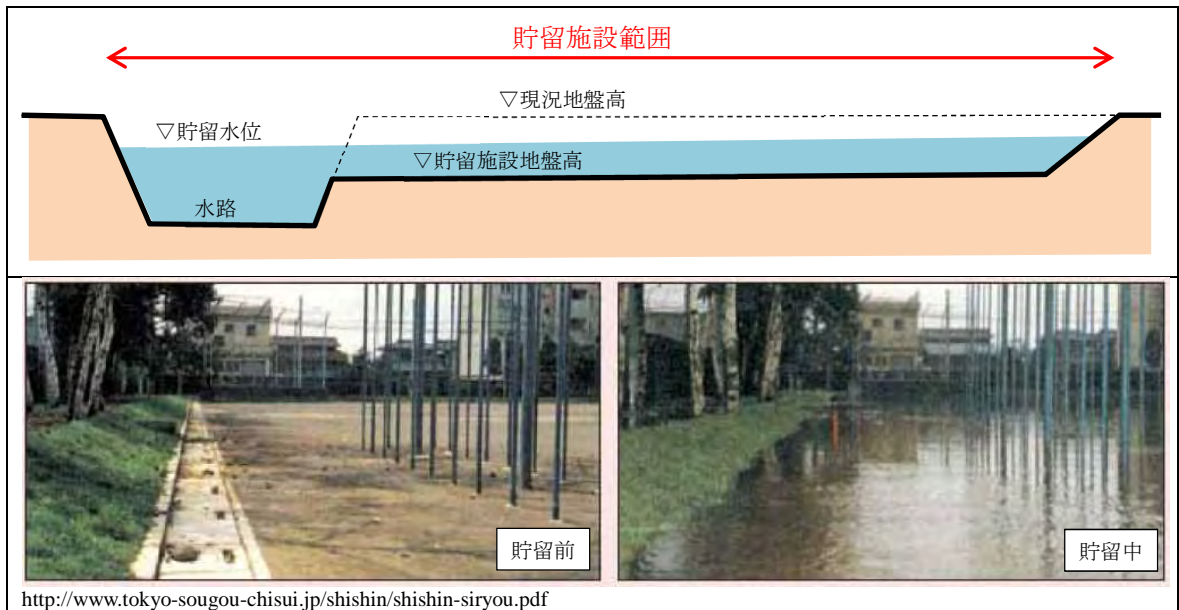 貯留施設範囲
▽現況地盤高
▽貯留水位
▽貯留施設地盤高
水路
貯留前
貯留中
http://www.tokyo-sougou-chisui.jp/shishin/shishin-siryou.pdf